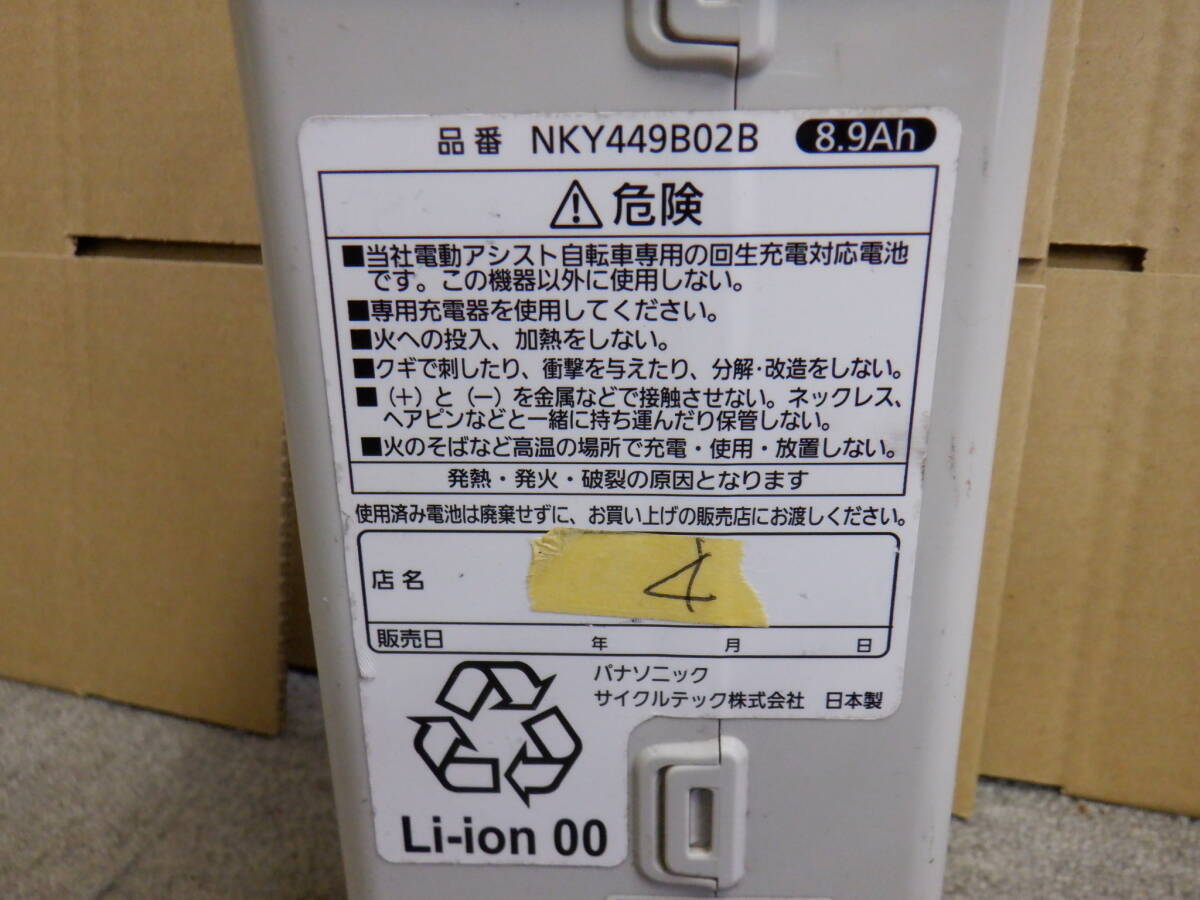 品番 NKY449B02B 8.9Ah
危険
■当社電動アシスト自転車専用の回生充電対応電池
です。この機器以外に使用しない。
■専用充電器を使用してください。
■火への投入、加熱をしない。
■クギで刺したり、衝撃を与えたり、分解・改造をしない。
■(+)と(−)を金属などで接触させない。ネックレス、
ヘアピンなどと一緒に持ち運んだり保管しない。
■火のそばなど高温の場所で充電・使用・放置しない。
発熱・発火・破裂の原因となります
使用済み電池は廃棄せずに、お買い上げの販売店にお渡しください。
店名
販売日 年 月 日
パナソニック
サイクルテック株式会社 日本製
Li-ion 00